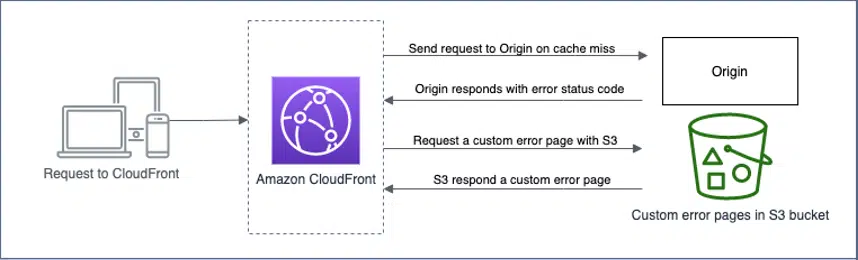 Send request to Origin on cache miss
Origin
Origin responds with error status code
Request a custom error page with S3
Request to CloudFront
Amazon CloudFront
S3 respond a custom error page
Custom error pages in S3 bucket